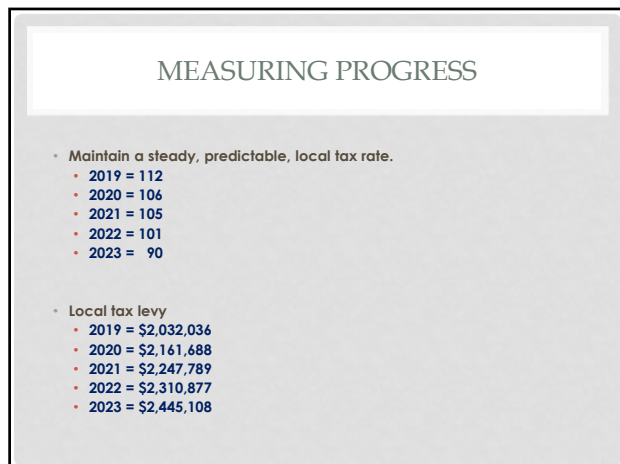 MEASURING PROGRESS
• Maintain a steady, predictable, local tax rate.
• 2019 = 112
• 2020 = 106
• 2021 = 105
• 2022 = 101
• 2023 = 90
• Local tax levy
• 2019 = $2,032,036
• 2020 = $2,161,688
• 2021 = $2,247,789
• 2022 = $2,310,877
• 2023 = $2,445,108